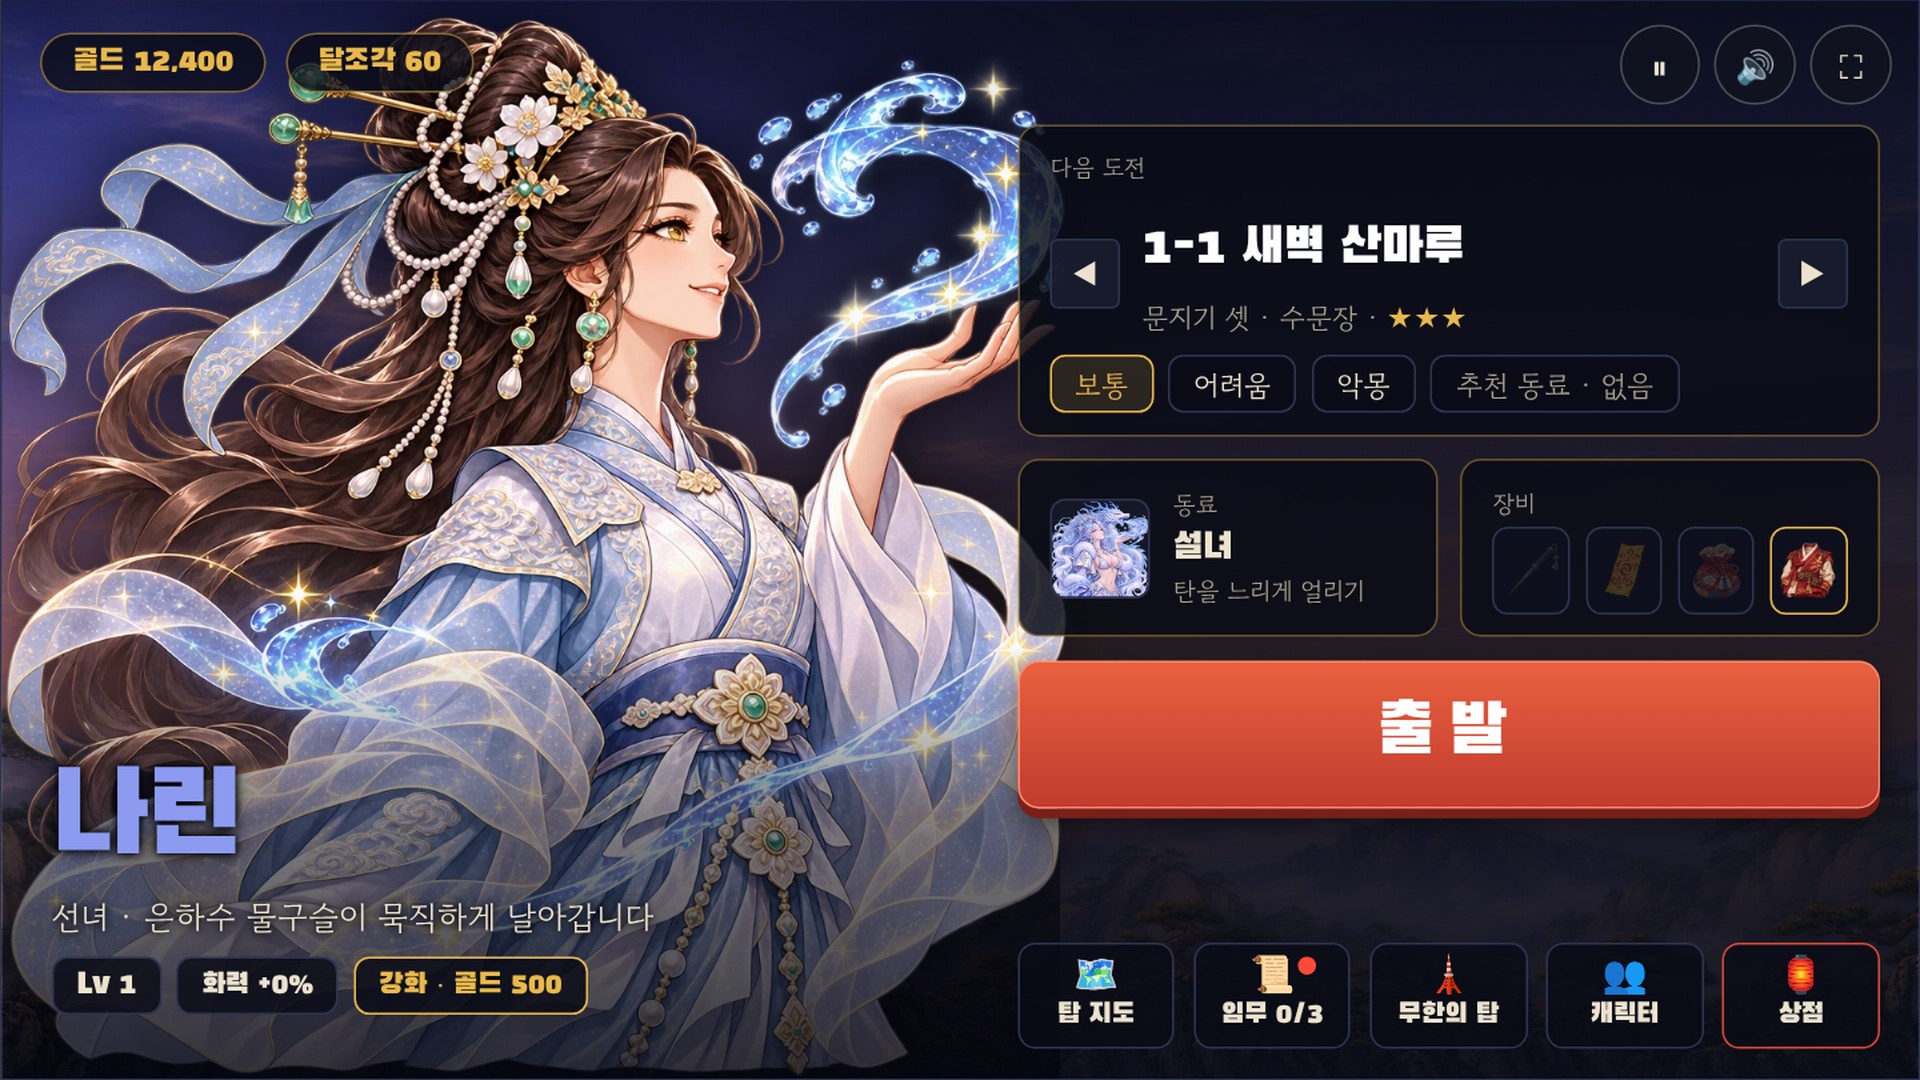 골드 12,400
달조각 60
다음 도전
1-1 새벽 산마루
문지기 셋 · 수문장 · ★★★
보통
어려움
악몽
추천 동료 · 없음
동료
설녀
탄을 느리게 얼리기
장비
출발
나린
선녀 · 은하수 물구슬이 묵직하게 날아갑니다
Lv 1
화력 +0%
강화 · 골드 500
탑 지도
임무 0/3
무한의 탑
캐릭터
상점